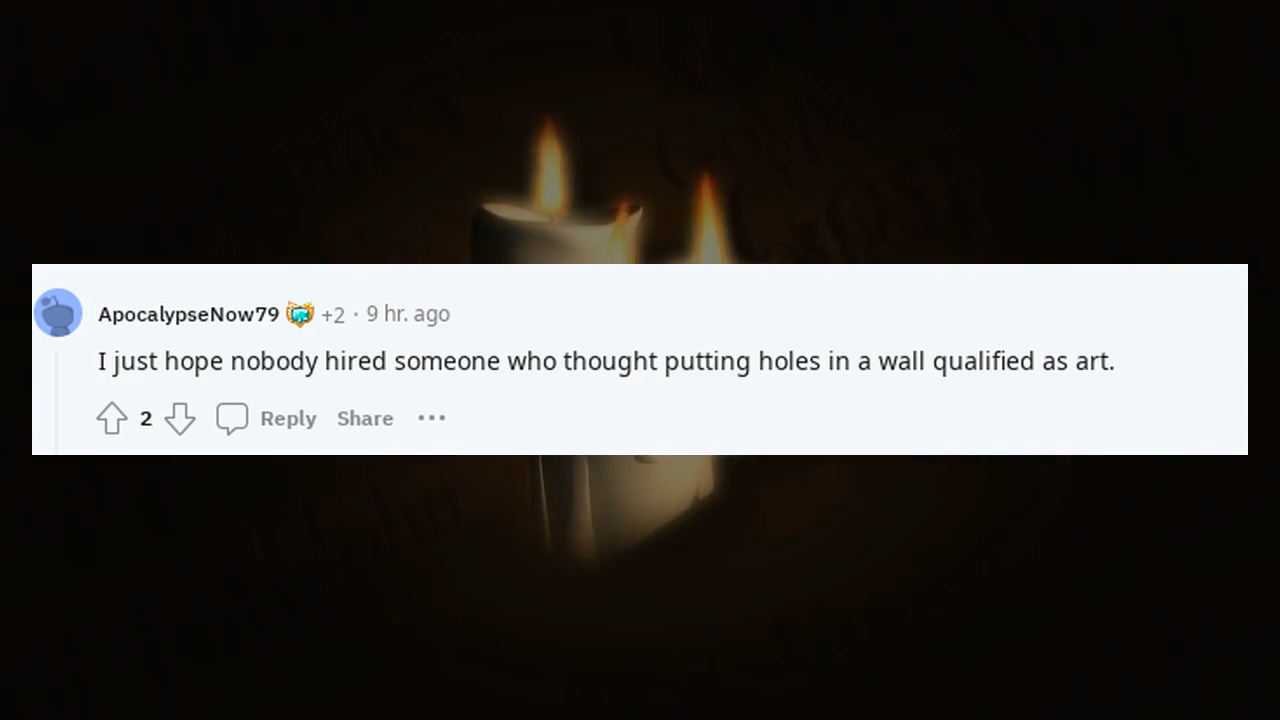 ApocalypseNow79 +2 · 9 hr. ago
I just hope nobody hired someone who thought putting holes in a wall qualified as art.
2 Reply Share ···